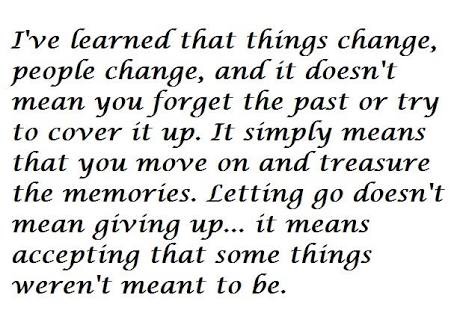 I've learned that things change,
people change, and it doesn't
mean you forget the past or try
to cover it up. It simply means
that you move on and treasure
the memories. Letting go doesn't
mean giving up... it means
accepting that some things
weren't meant to be.